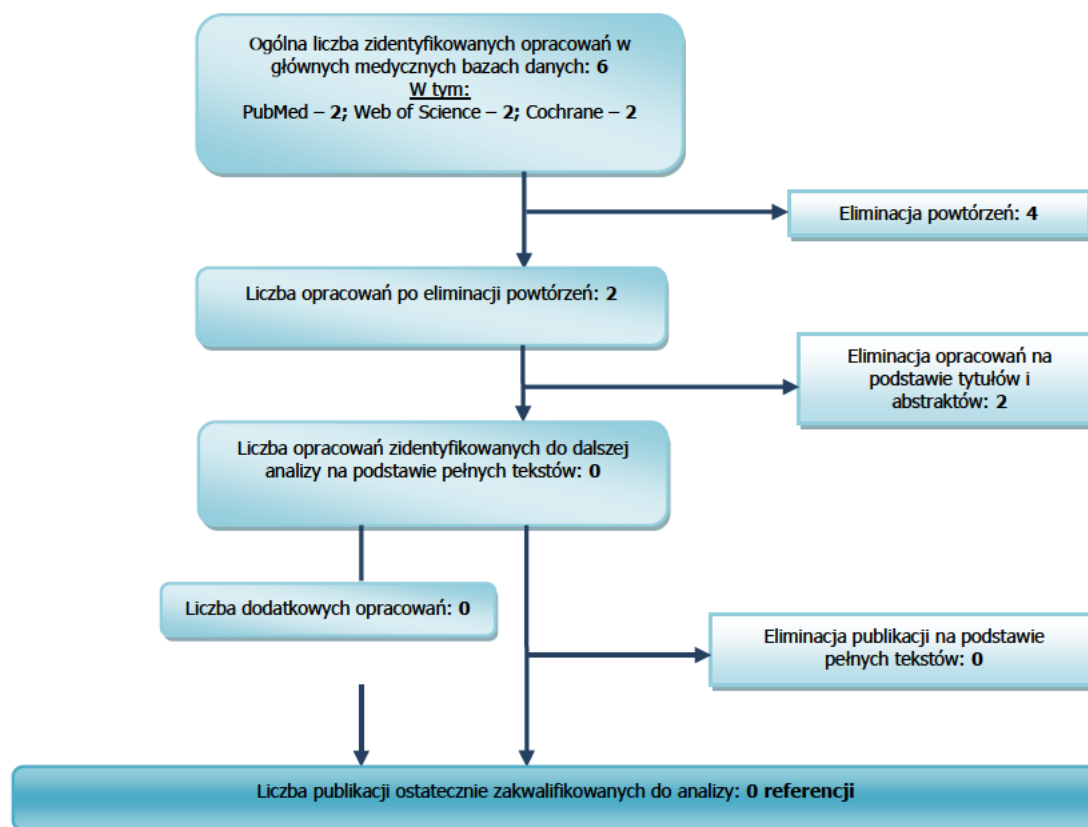 Ogólna liczba zidentyfikowanych opracowań w
głównych medycznych bazach danych: 6
W tym:
PubMed – 2; Web of Science – 2; Cochrane – 2
Eliminacja powtórzeń: 4
Liczba opracowań po eliminacji powtórzeń: 2
Eliminacja opracowań na
podstawie tytułów i
abstraktów: 2
Liczba opracowań zidentyfikowanych do dalszej
analizy na podstawie pełnych tekstów: 0
Liczba dodatkowych opracowań: 0
Eliminacja publikacji na podstawie
pełnych tekstów: 0
Liczba publikacji ostatecznie zakwalifikowanych do analizy: 0 referencji